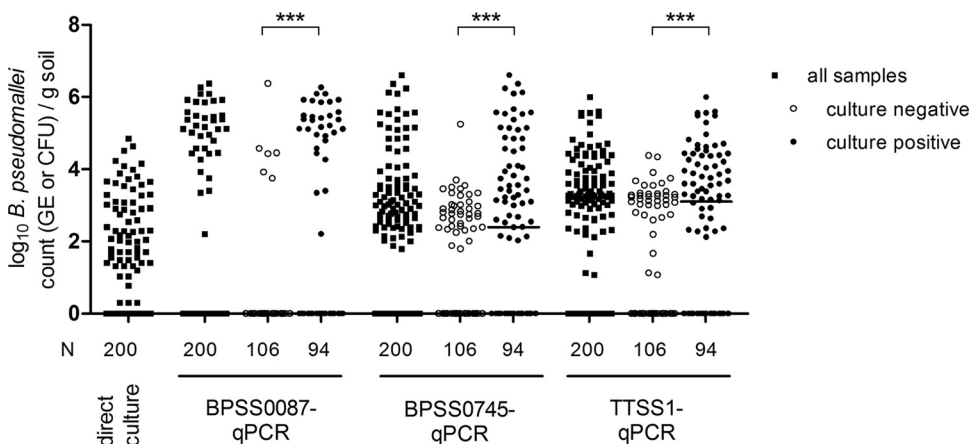 8
6
4
2
0
log10 B. pseudomallei
count (GE or CFU) / g soil
***
***
***
all samples
culture negative
culture positive
N 200 200 106 94 200 106 94 200 106 94
direct
culture
BPSS0087-
qPCR
BPSS0745-
qPCR
TTSS1-
qPCR